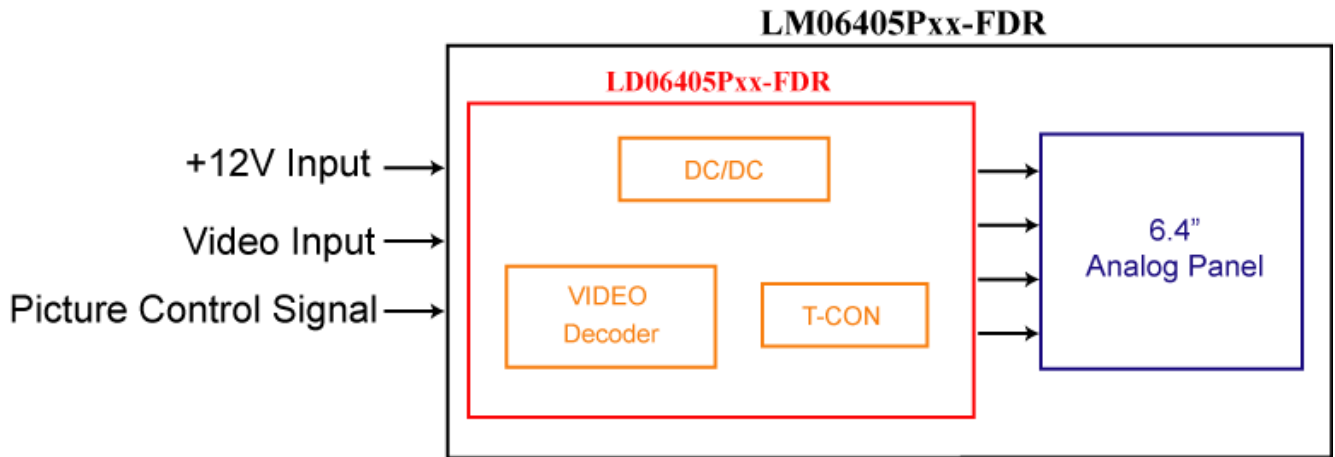 LM06405Pxx-FDR
LD06405Pxx-FDR
+12V Input
DC/DC
Video Input
6.4”
Analog Panel
Picture Control Signal
VIDEO
Decoder
T-CON